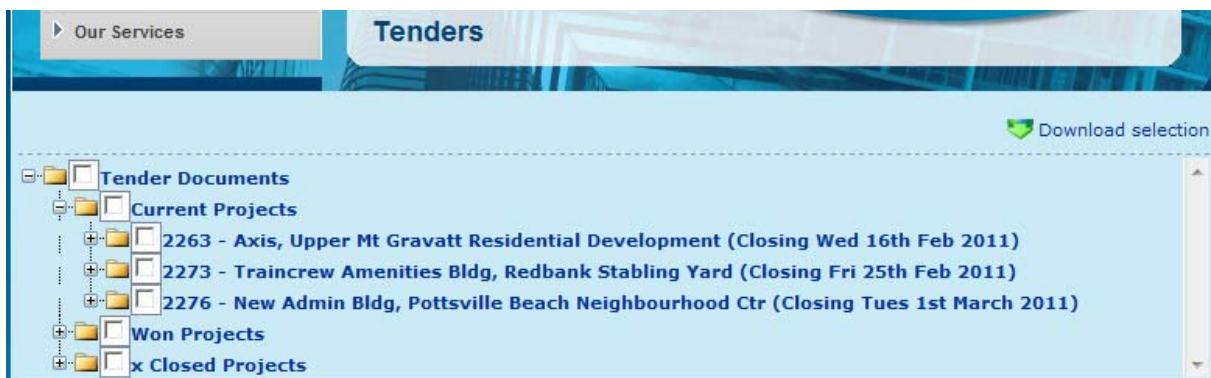 Our Services
Tenders
Download selection
Tender Documents
Current Projects
2263 - Axis, Upper Mt Gravatt Residential Development (Closing Wed 16th Feb 2011)
2273 - Traincrew Amenities Bldg, Redbank Stabling Yard (Closing Fri 25th Feb 2011)
2276 - New Admin Bldg, Pottsville Beach Neighbourhood Ctr (Closing Tues 1st March 2011)
Won Projects
x Closed Projects